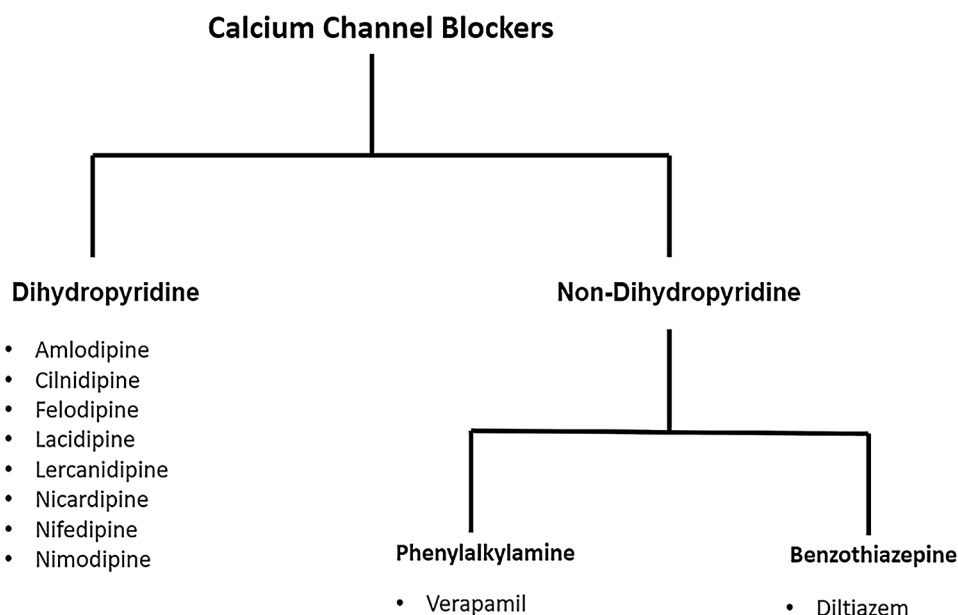 Calcium Channel Blockers
Dihydropyridine
Non-Dihydropyridine
• Amlodipine
• Cilnidipine
• Felodipine
• Lacidipine
• Lercanidipine
• Nicardipine
• Nifedipine
• Nimodipine
Phenylalkylamine
Benzothiazepine
• Verapamil
• Diltiazem